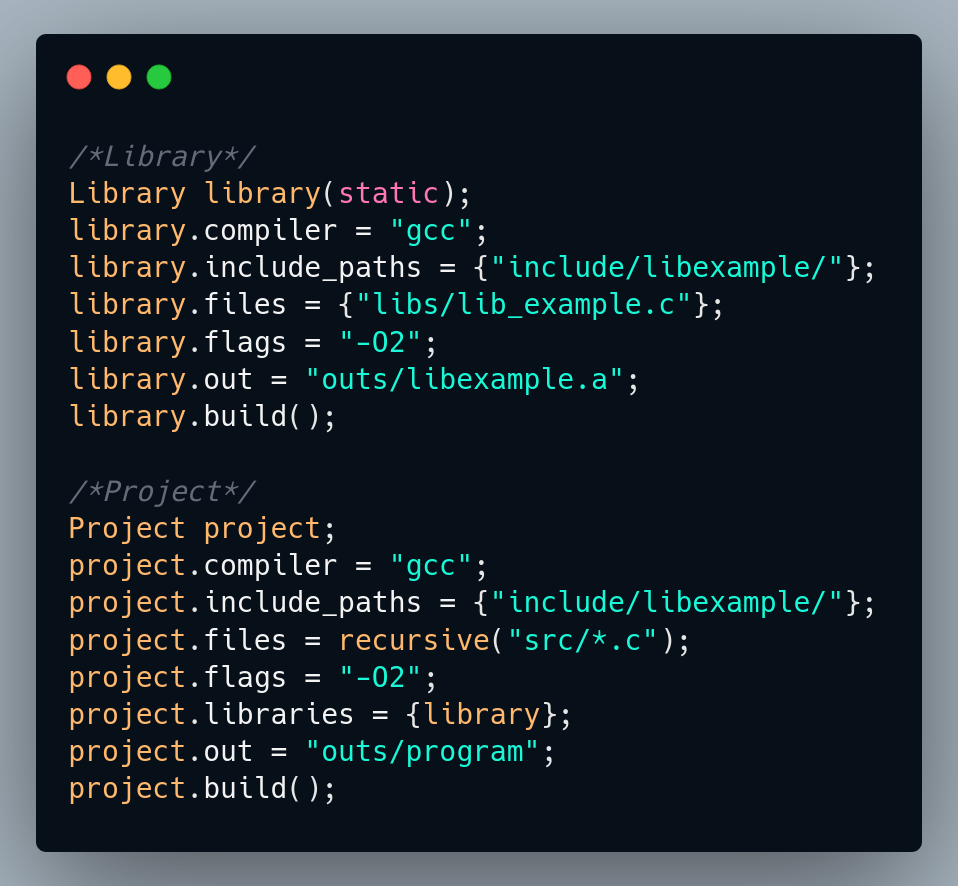 /*Library*/
Library library(static);
library.compiler = "gcc";
library.include_paths = {"include/libexample/"};
library.files = {"libs/lib_example.c"};
library.flags = "-O2";
library.out = "outs/libexample.a";
library.build();

/*Project*/
Project project;
project.compiler = "gcc";
project.include_paths = {"include/libexample/"};
project.files = recursive("src/*.c");
project.flags = "-O2";
project.libraries = {library};
project.out = "outs/program";
project.build();